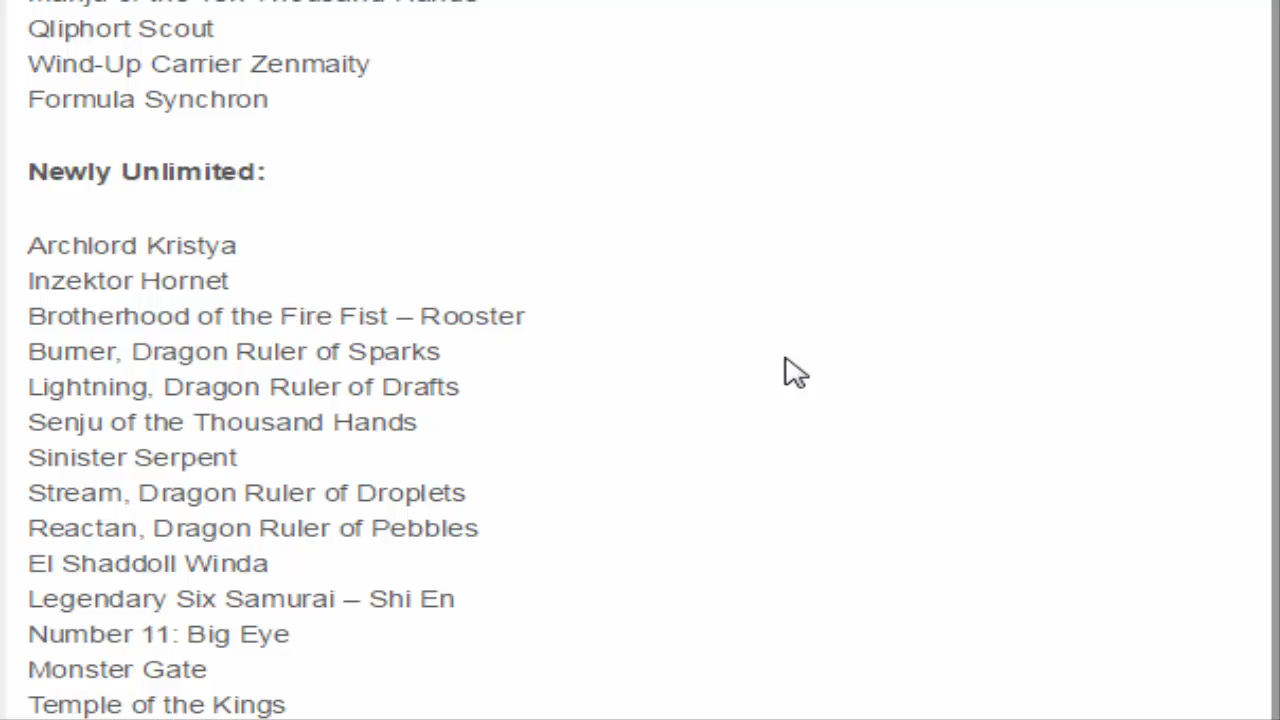 Qliphort Scout
Wind-Up Carrier Zenmaity
Formula Synchron
Newly Unlimited:
Archlord Kristya
Inzektor Hornet
Brotherhood of the Fire Fist – Rooster
Burner, Dragon Ruler of Sparks
Lightning, Dragon Ruler of Drafts
Senju of the Thousand Hands
Sinister Serpent
Stream, Dragon Ruler of Droplets
Reactan, Dragon Ruler of Pebbles
El Shaddoll Winda
Legendary Six Samurai – Shi En
Number 11: Big Eye
Monster Gate
Temple of the Kings